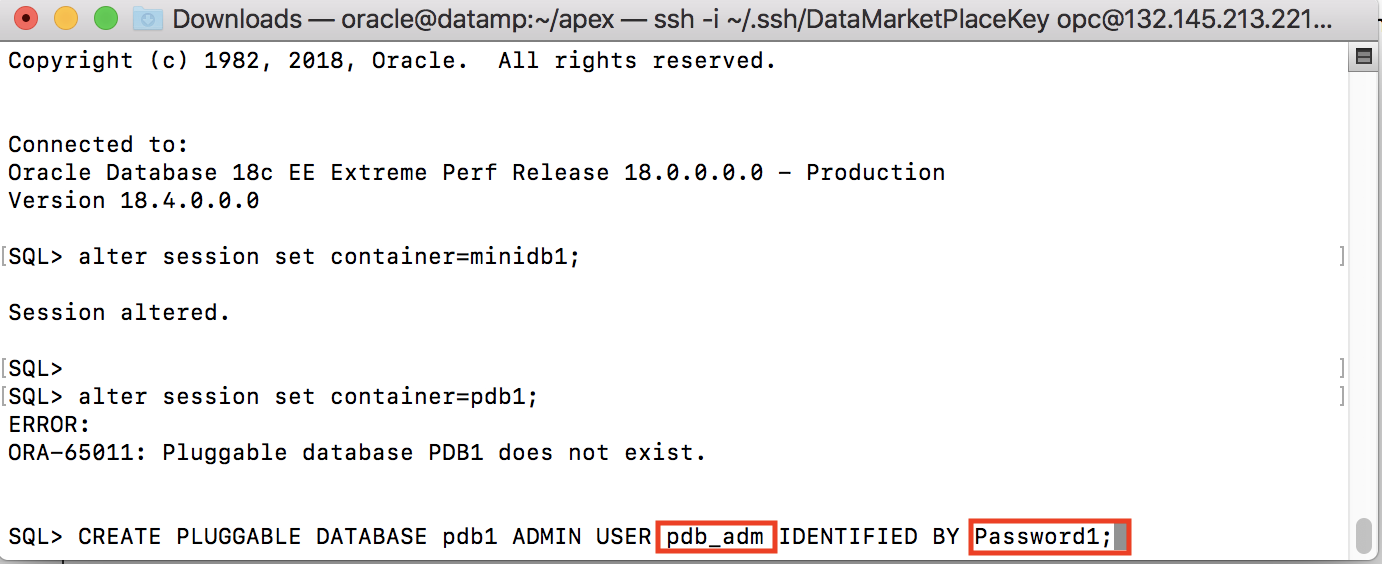 Downloads — oracle@datamp:~/apex — ssh -i ~/.ssh/DataMarketPlaceKey opc@132.145.213.221...
Copyright (c) 1982, 2018, Oracle.  All rights reserved.
Connected to:
Oracle Database 18c EE Extreme Perf Release 18.0.0.0.0 - Production
Version 18.4.0.0.0
[SQL> alter session set container=minidb1; ]
Session altered.
[SQL> ]
[SQL> alter session set container=pdb1; ]
ERROR:
ORA-65011: Pluggable database PDB1 does not exist.
SQL> CREATE PLUGGABLE DATABASE pdb1 ADMIN USER pdb_adm IDENTIFIED BY Password1;